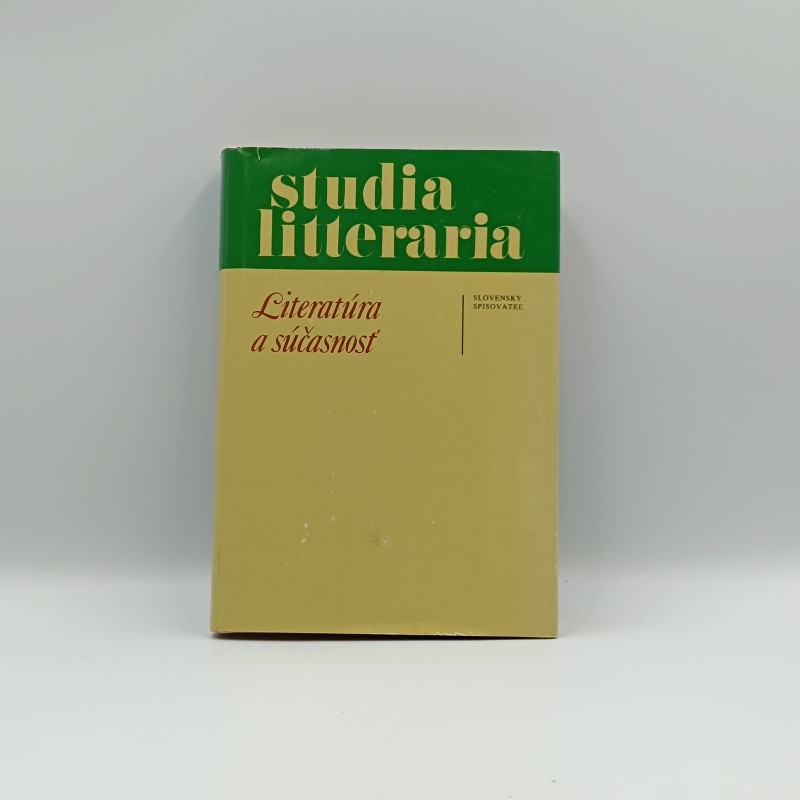 studia
litteraria
Literatúra
a súčasnosť
SLOVENSKÝ
SPISOVATEĽ